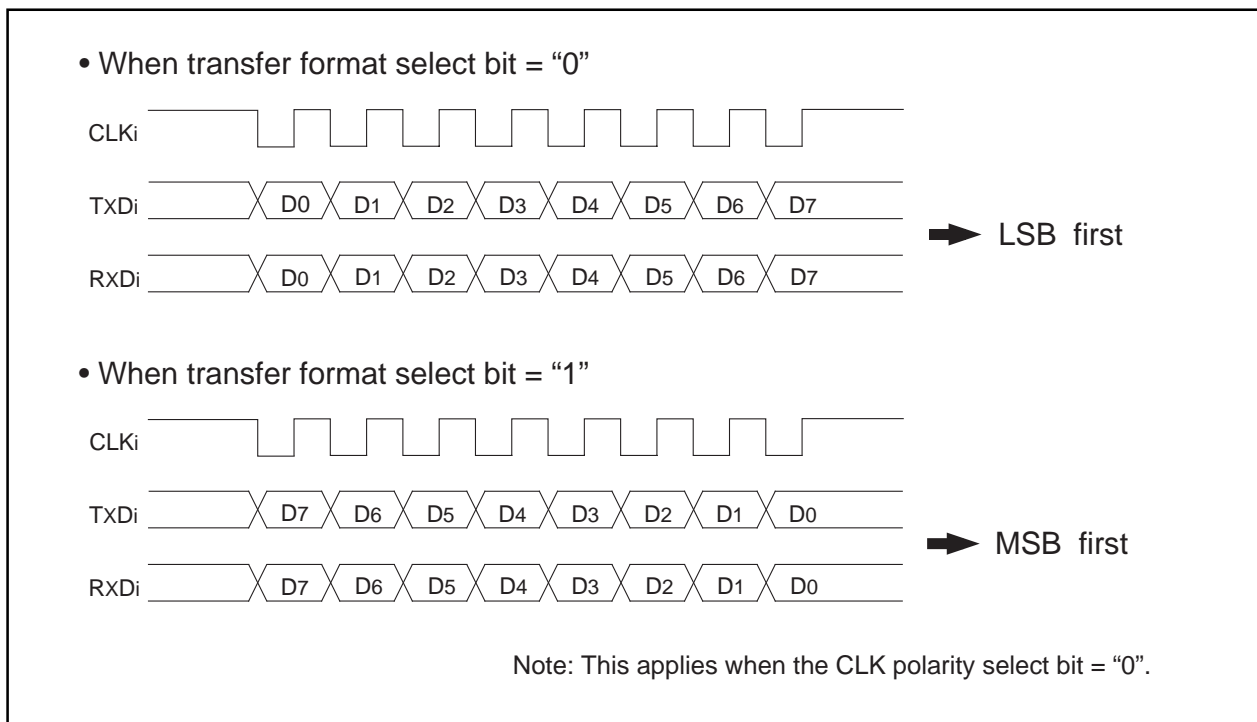 • When transfer format select bit = “0”
CLKi
TXDi D0 D1 D2 D3 D4 D5 D6 D7
RXDi D0 D1 D2 D3 D4 D5 D6 D7
LSB first
• When transfer format select bit = “1”
CLKi
TXDi D7 D6 D5 D4 D3 D2 D1 D0
RXDi D7 D6 D5 D4 D3 D2 D1 D0
MSB first
Note: This applies when the CLK polarity select bit = “0”.